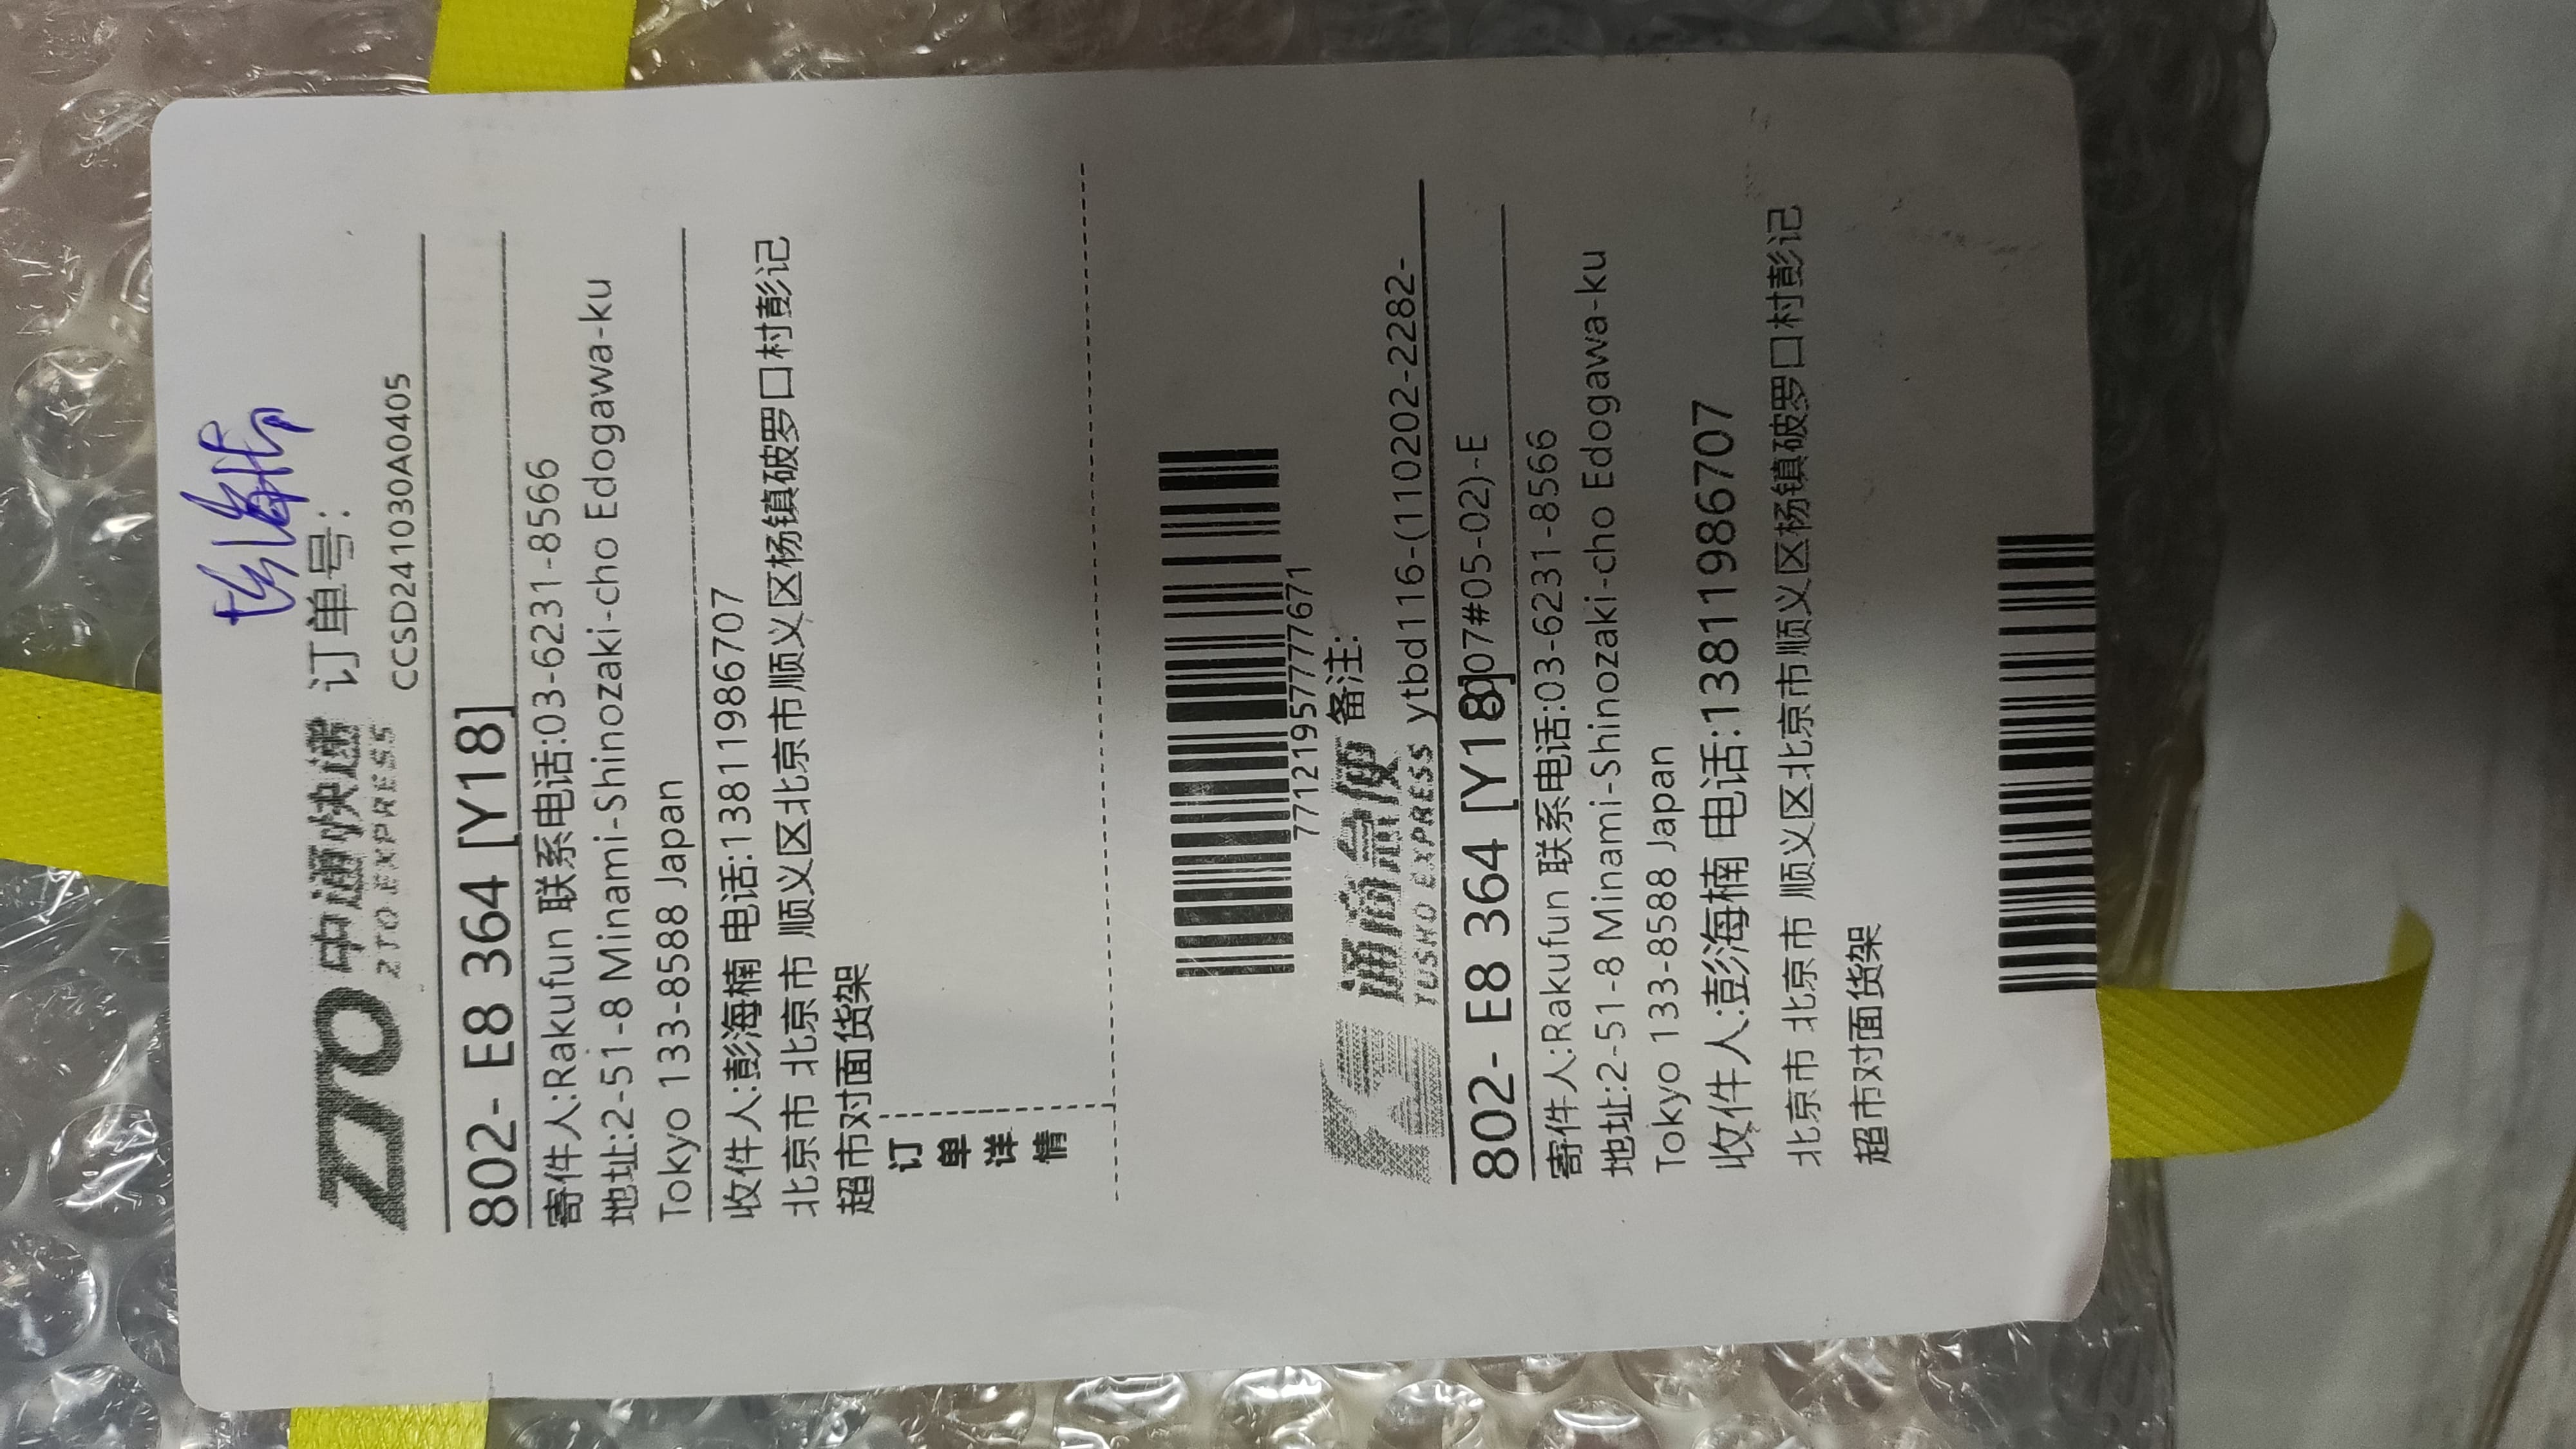 ZTO 中通快递
ZTO EXPRESS
订单号:
CCSD241030A0405
802- E8 364 [Y18]
寄件人:Rakufun 联系电话:03-6231-8566
地址:2-51-8 Minami-Shinozaki-cho Edogawa-ku
Tokyo 133-8588 Japan
收件人:彭海楠 电话:13811986707
北京市 北京市 顺义区北京市顺义区杨镇破罗口村彭记
超市对面货架
订
单
详
情
77121957777671
通商急便
TUSHO EXPRESS
备注:
ytbd116-(110202-2282-
07#05-02)-E
802- E8 364 [Y18]
寄件人:Rakufun 联系电话:03-6231-8566
地址:2-51-8 Minami-Shinozaki-cho Edogawa-ku
Tokyo 133-8588 Japan
收件人:彭海楠 电话:13811986707
北京市 北京市 顺义区北京市顺义区杨镇破罗口村彭记
超市对面货架